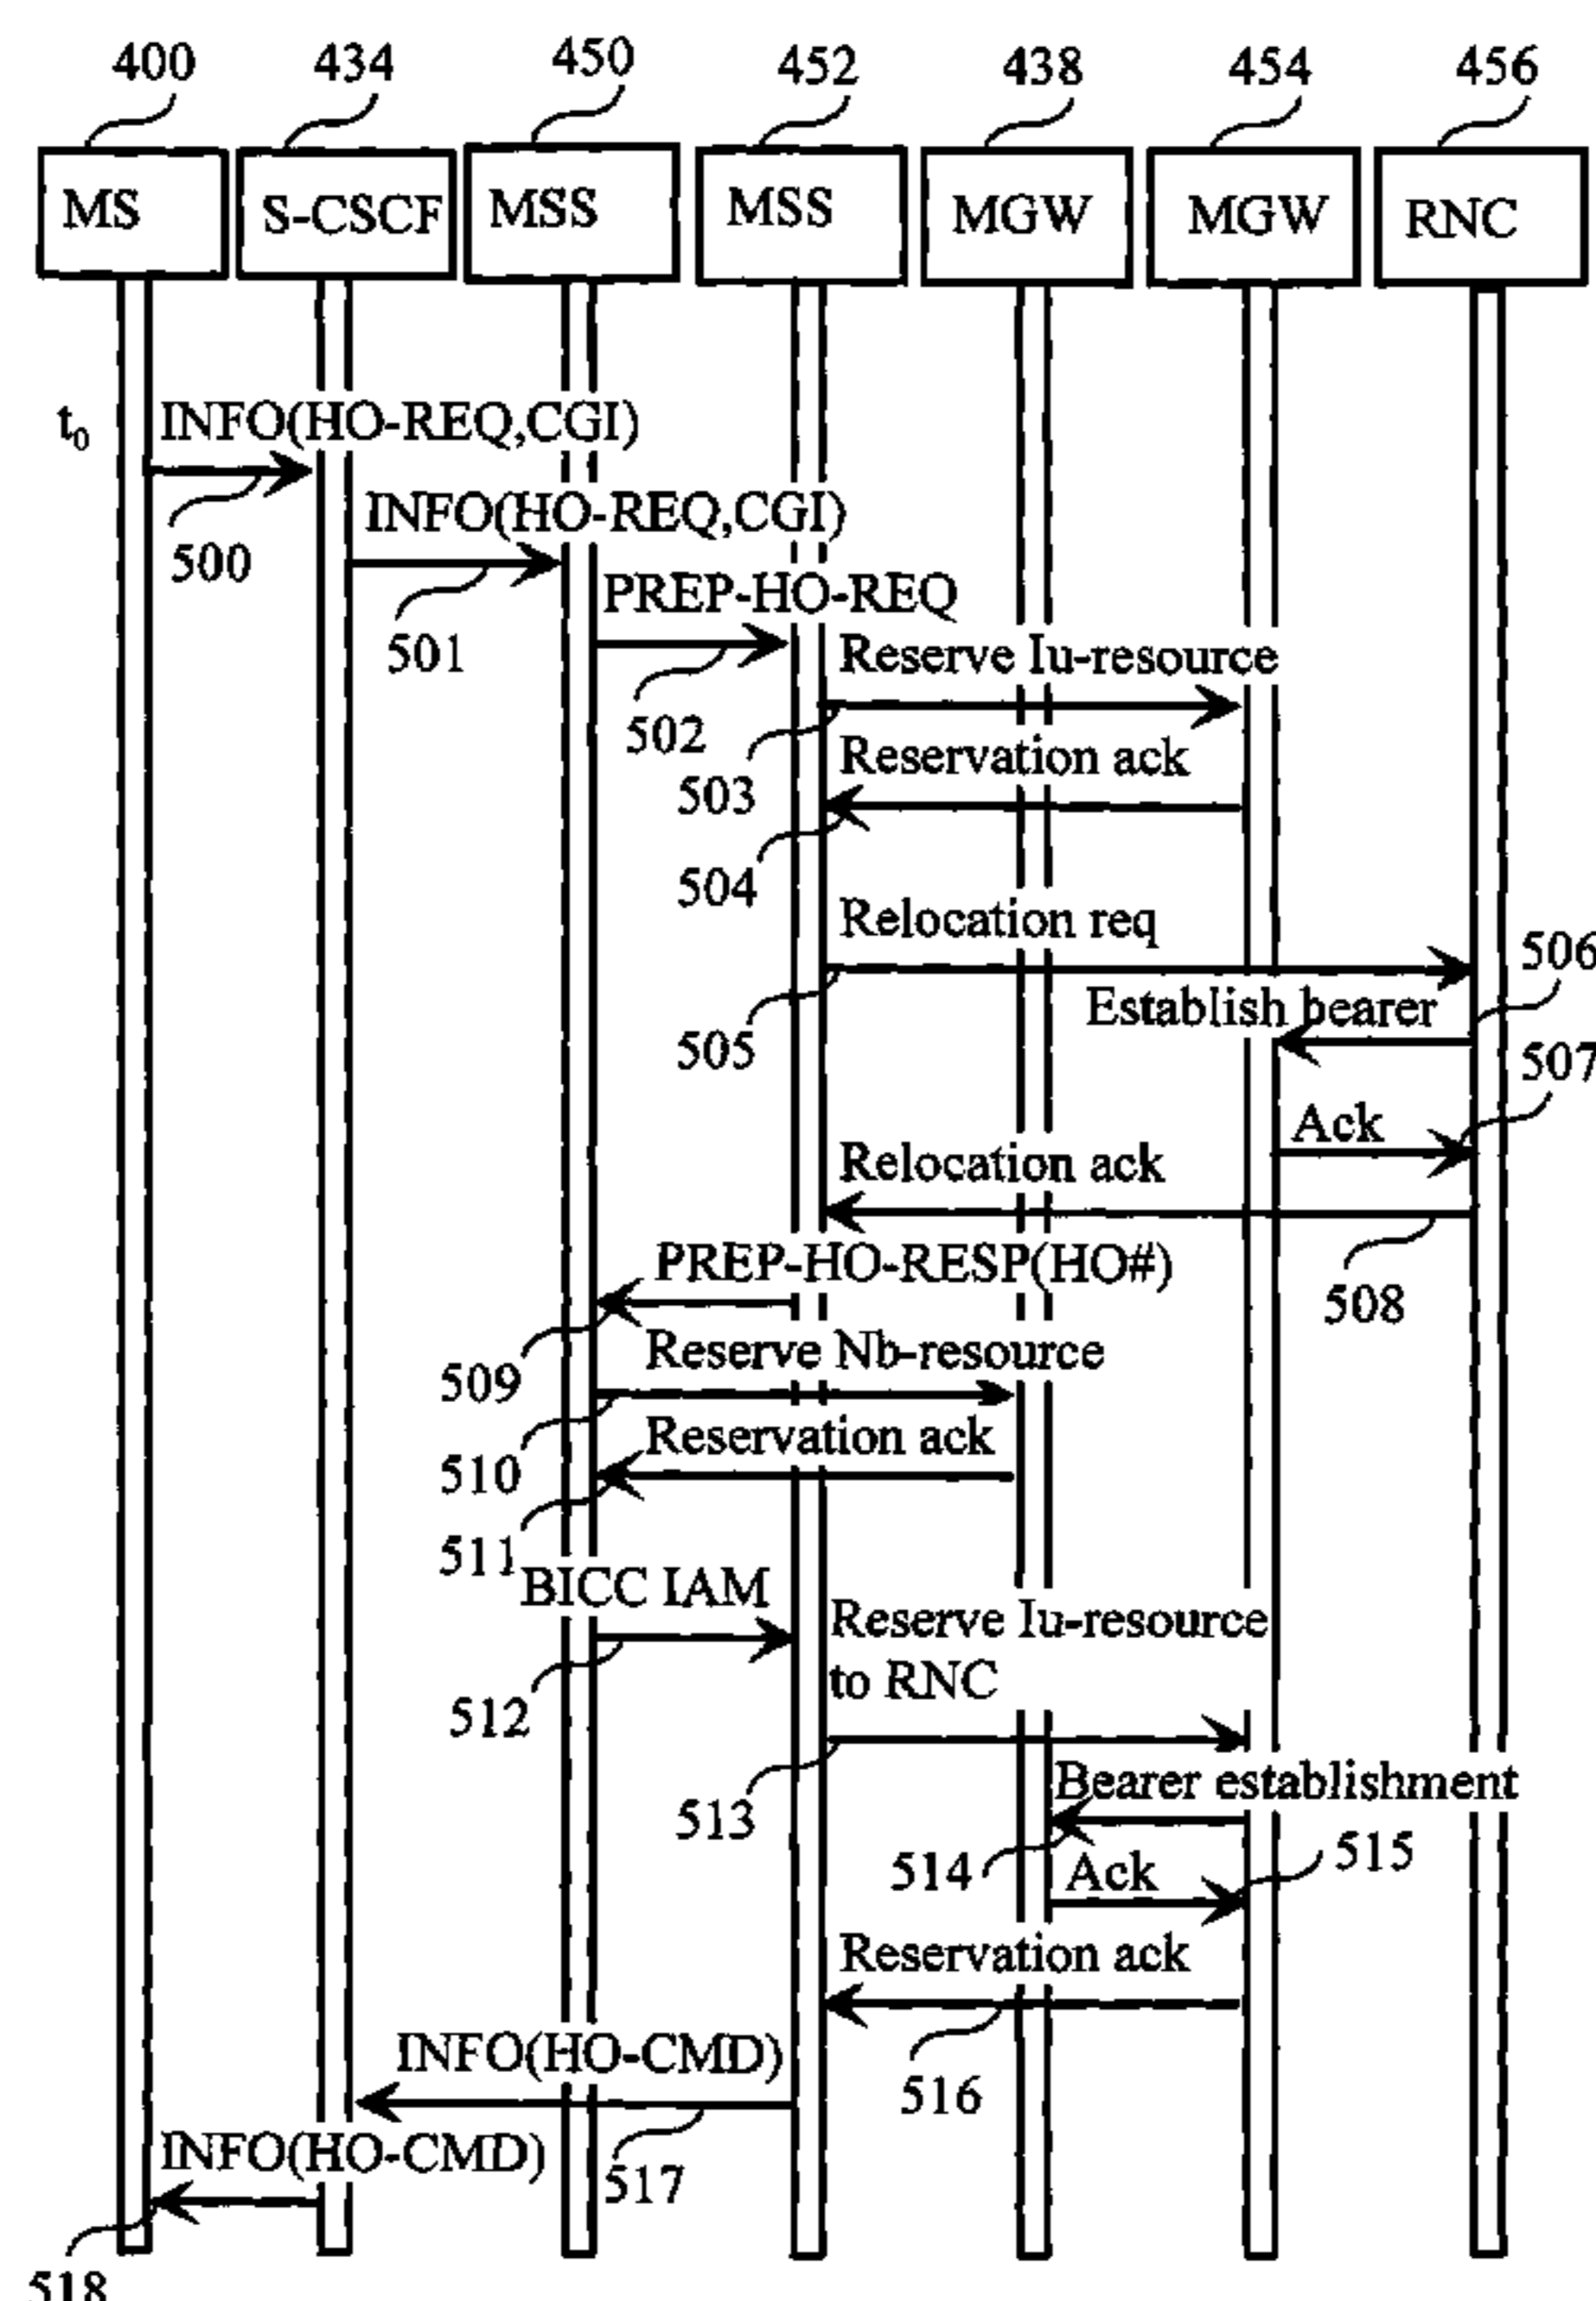 400 434 450 452 438 454 456
MS S-CSCF MSS MSS MGW MGW RNC
t0 INFO(HO-REQ,CGI)
500
INFO(HO-REQ,CGI)
501
PREP-HO-REQ
502
Reserve Iu-resource
503
Reservation ack
504
Relocation req
505
506
Establish bearer
507
Ack
Relocation ack
508
PREP-HO-RESP(HO#)
509
Reserve Nb-resource
510
Reservation ack
511
BICC IAM
512
Reserve Iu-resource
to RNC
513
Bearer establishment
514
Ack
515
Reservation ack
516
INFO(HO-CMD)
517
INFO(HO-CMD)
518